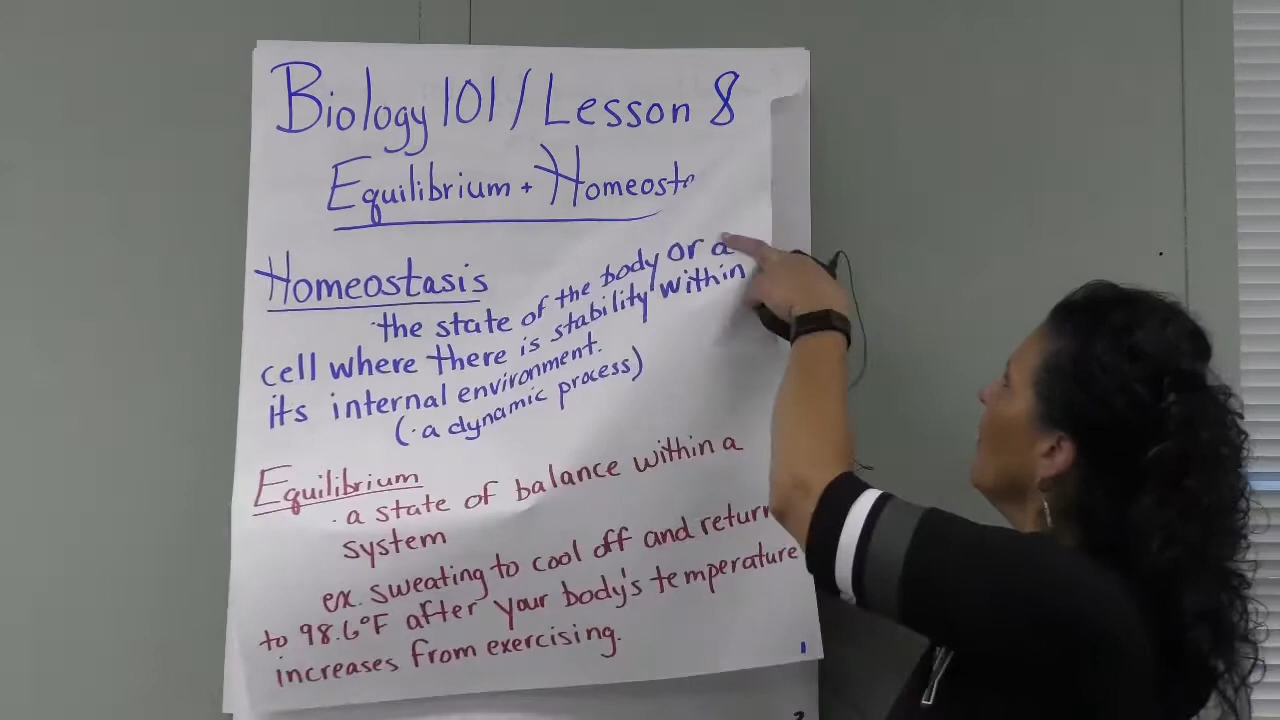 Biology 101 / Lesson 8
Equilibrium + Homeost
Homeostasis
· the state of the body or a
cell where there is stability within
its internal environment.
(· a dynamic process)
Equilibrium
· a state of balance within a
system
ex. sweating to cool off and return
to 98.6°F after your body's temperature
increases from exercising.
1